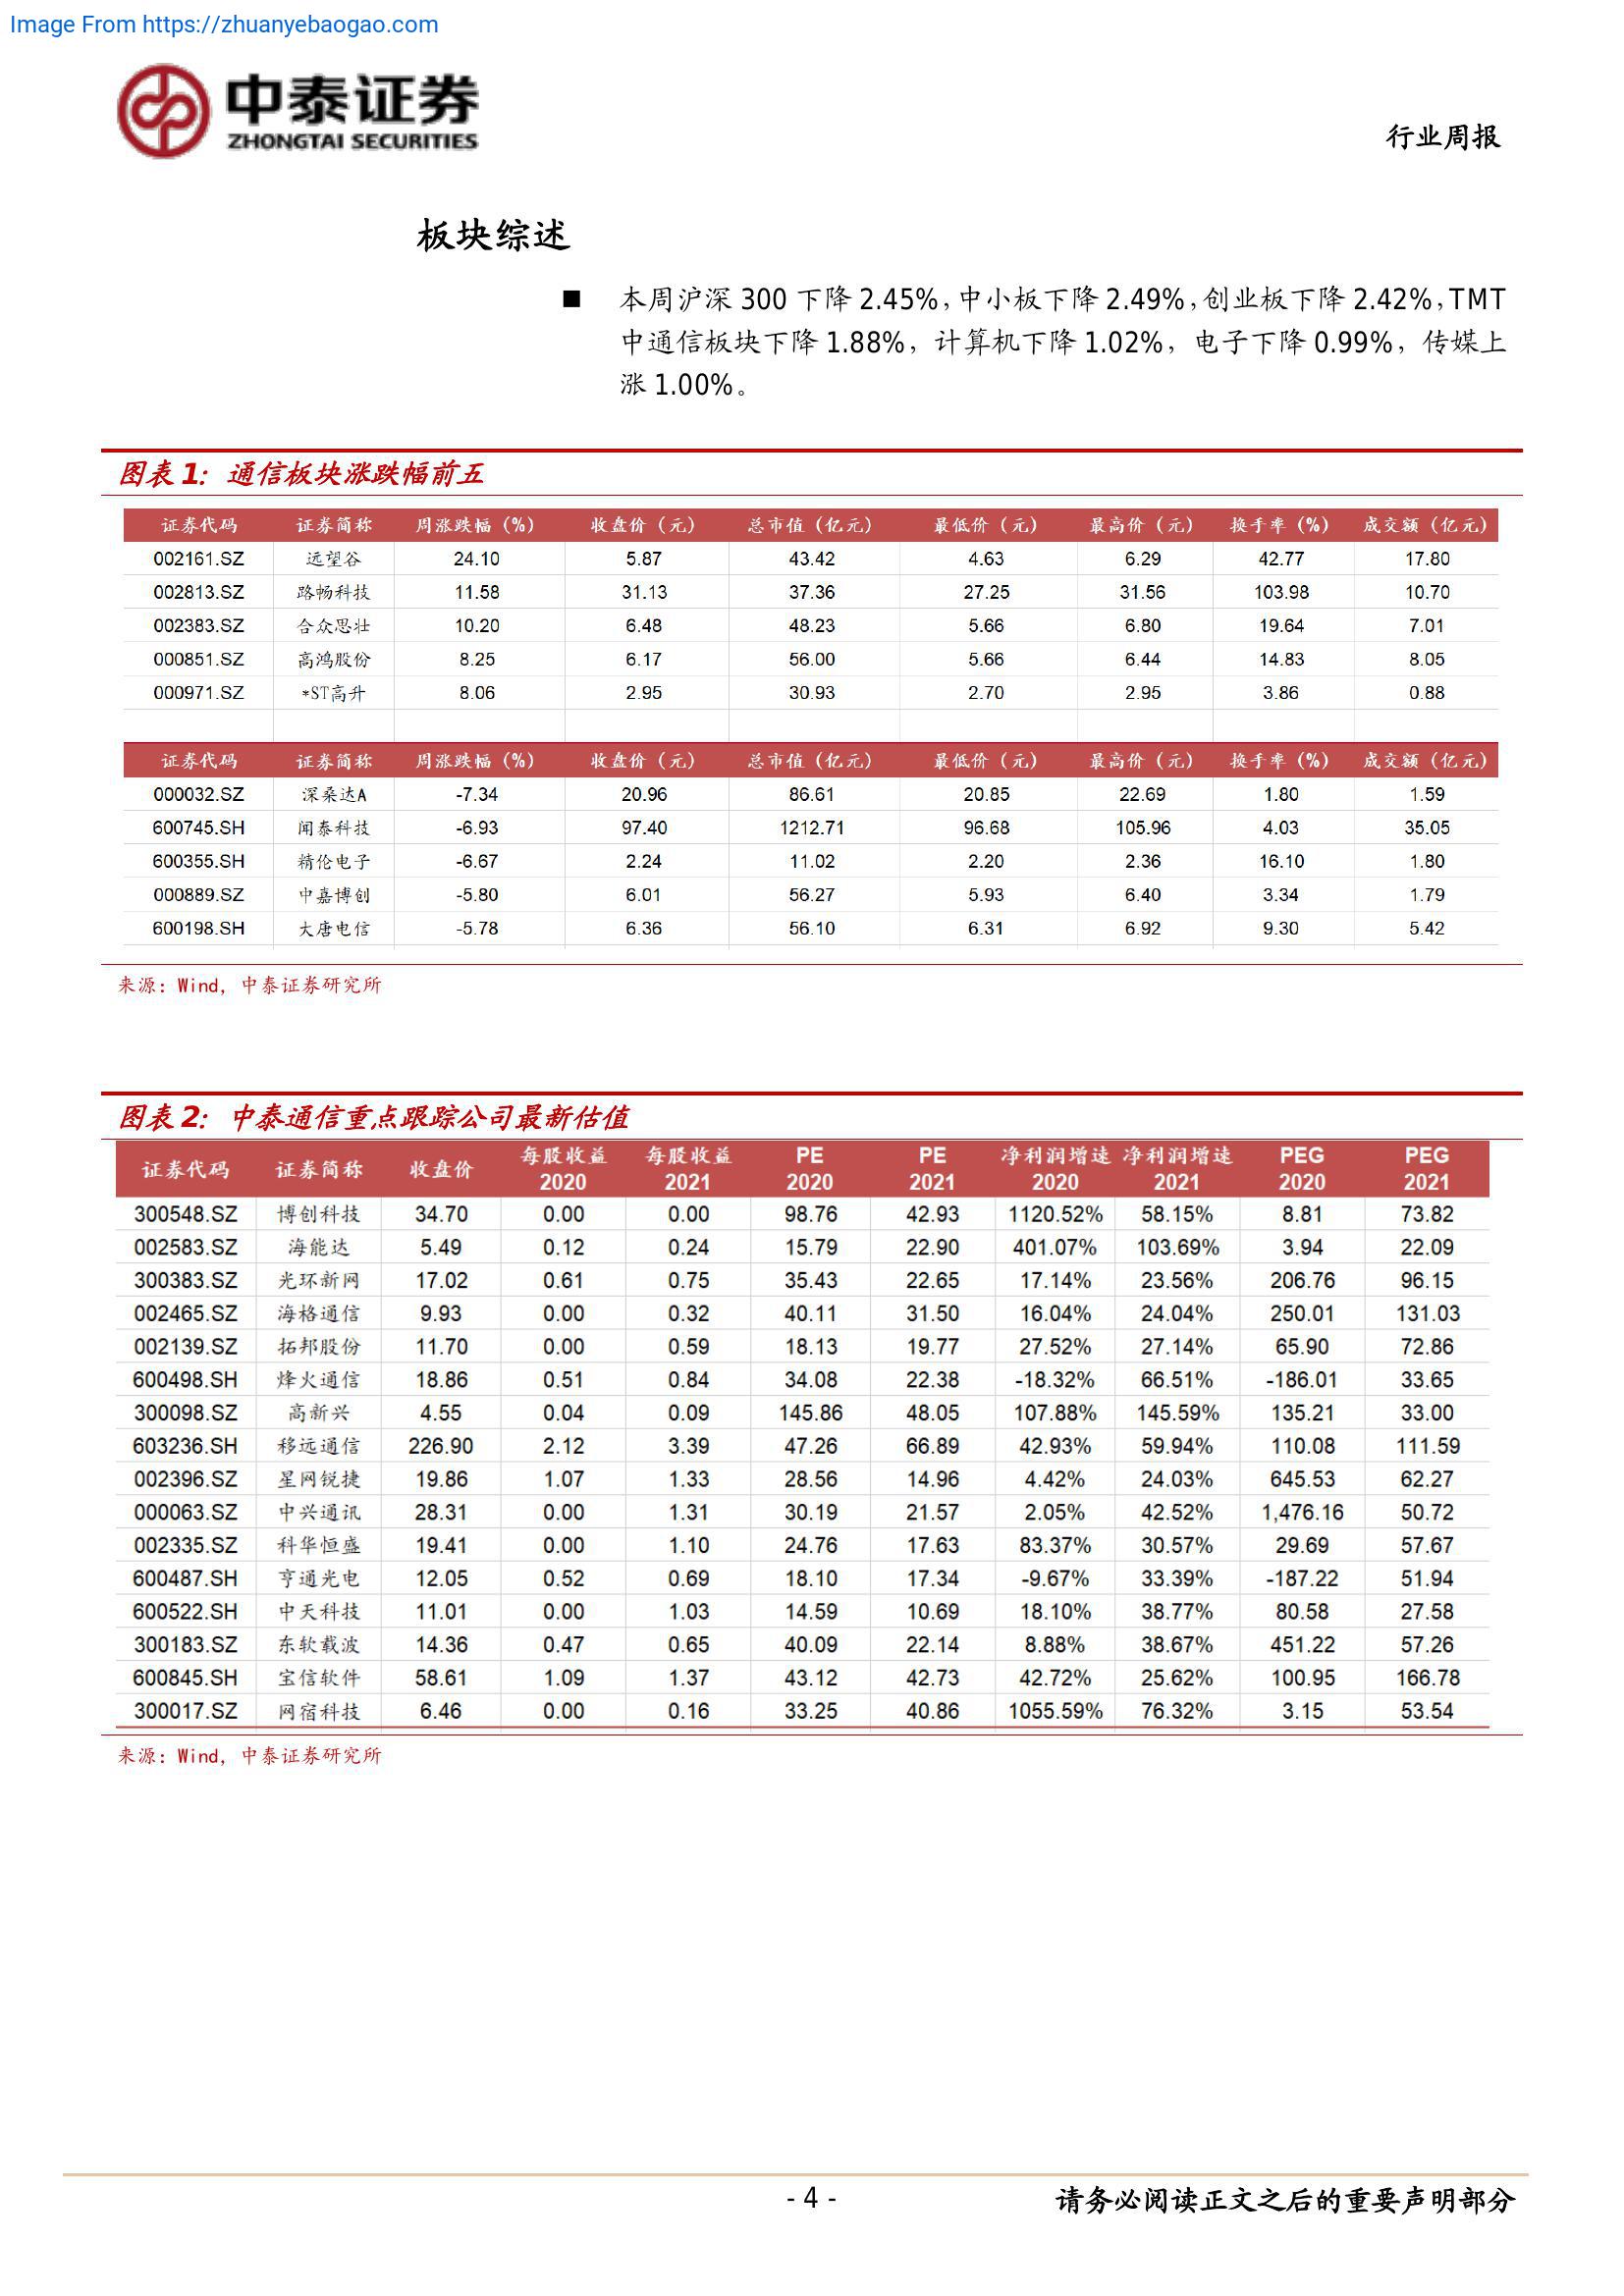 Image From https://zhuanyebaogao.com
中泰证券
ZHONGTAI SECURITIES
行业周报
板块综述
■ 本周沪深 300 下降 2.45%，中小板下降 2.49%，创业板下降 2.42%，TMT
中通信板块下降 1.88%，计算机下降 1.02%，电子下降 0.99%，传媒上
涨 1.00%。
图表 1：通信板块涨跌幅前五
证券代码 证券简称 周涨跌幅（%） 收盘价（元） 总市值（亿元） 最低价（元） 最高价（元） 换手率（%） 成交额（亿元）
002161.SZ 远望谷 24.10 5.87 43.42 4.63 6.29 42.77 17.80
002813.SZ 路畅科技 11.58 31.13 37.36 27.25 31.56 103.98 10.70
002383.SZ 合众思壮 10.20 6.48 48.23 5.66 6.80 19.64 7.01
000851.SZ 高鸿股份 8.25 6.17 56.00 5.66 6.44 14.83 8.05
000971.SZ *ST高升 8.06 2.95 30.93 2.70 2.95 3.86 0.88
证券代码 证券简称 周涨跌幅（%） 收盘价（元） 总市值（亿元） 最低价（元） 最高价（元） 换手率（%） 成交额（亿元）
000032.SZ 深桑达A -7.34 20.96 86.61 20.85 22.69 1.80 1.59
600745.SH 闻泰科技 -6.93 97.40 1212.71 96.68 105.96 4.03 35.05
600355.SH 精伦电子 -6.67 2.24 11.02 2.20 2.36 16.10 1.80
000889.SZ 中嘉博创 -5.80 6.01 56.27 5.93 6.40 3.34 1.79
600198.SH 大唐电信 -5.78 6.36 56.10 6.31 6.92 9.30 5.42
来源：Wind，中泰证券研究所
图表 2：中泰通信重点跟踪公司最新估值
证券代码 证券简称 收盘价 每股收益 2020 每股收益 2021 PE 2020 PE 2021 净利润增速 2020 净利润增速 2021 PEG 2020 PEG 2021
300548.SZ 博创科技 34.70 0.00 0.00 98.76 42.93 1120.52% 58.15% 8.81 73.82
002583.SZ 海能达 5.49 0.12 0.24 15.79 22.90 401.07% 103.69% 3.94 22.09
300383.SZ 光环新网 17.02 0.61 0.75 35.43 22.65 17.14% 23.56% 206.76 96.15
002465.SZ 海格通信 9.93 0.00 0.32 40.11 31.50 16.04% 24.04% 250.01 131.03
002139.SZ 拓邦股份 11.70 0.00 0.59 18.13 19.77 27.52% 27.14% 65.90 72.86
600498.SH 烽火通信 18.86 0.51 0.84 34.08 22.38 -18.32% 66.51% -186.01 33.65
300098.SZ 高新兴 4.55 0.04 0.09 145.86 48.05 107.88% 145.59% 135.21 33.00
603236.SH 移远通信 226.90 2.12 3.39 47.26 66.89 42.93% 59.94% 110.08 111.59
002396.SZ 星网锐捷 19.86 1.07 1.33 28.56 14.96 4.42% 24.03% 645.53 62.27
000063.SZ 中兴通讯 28.31 0.00 1.31 30.19 21.57 2.05% 42.52% 1,476.16 50.72
002335.SZ 科华恒盛 19.41 0.00 1.10 24.76 17.63 83.37% 30.57% 29.69 57.67
600487.SH 亨通光电 12.05 0.52 0.69 18.10 17.34 -9.67% 33.39% -187.22 51.94
600522.SH 中天科技 11.01 0.00 1.03 14.59 10.69 18.10% 38.77% 80.58 27.58
300183.SZ 东软载波 14.36 0.47 0.65 40.09 22.14 8.88% 38.67% 451.22 57.26
600845.SH 宝信软件 58.61 1.09 1.37 43.12 42.73 42.72% 25.62% 100.95 166.78
300017.SZ 网宿科技 6.46 0.00 0.16 33.25 40.86 1055.59% 76.32% 3.15 53.54
来源：Wind，中泰证券研究所
- 4 -
请务必阅读正文之后的重要声明部分